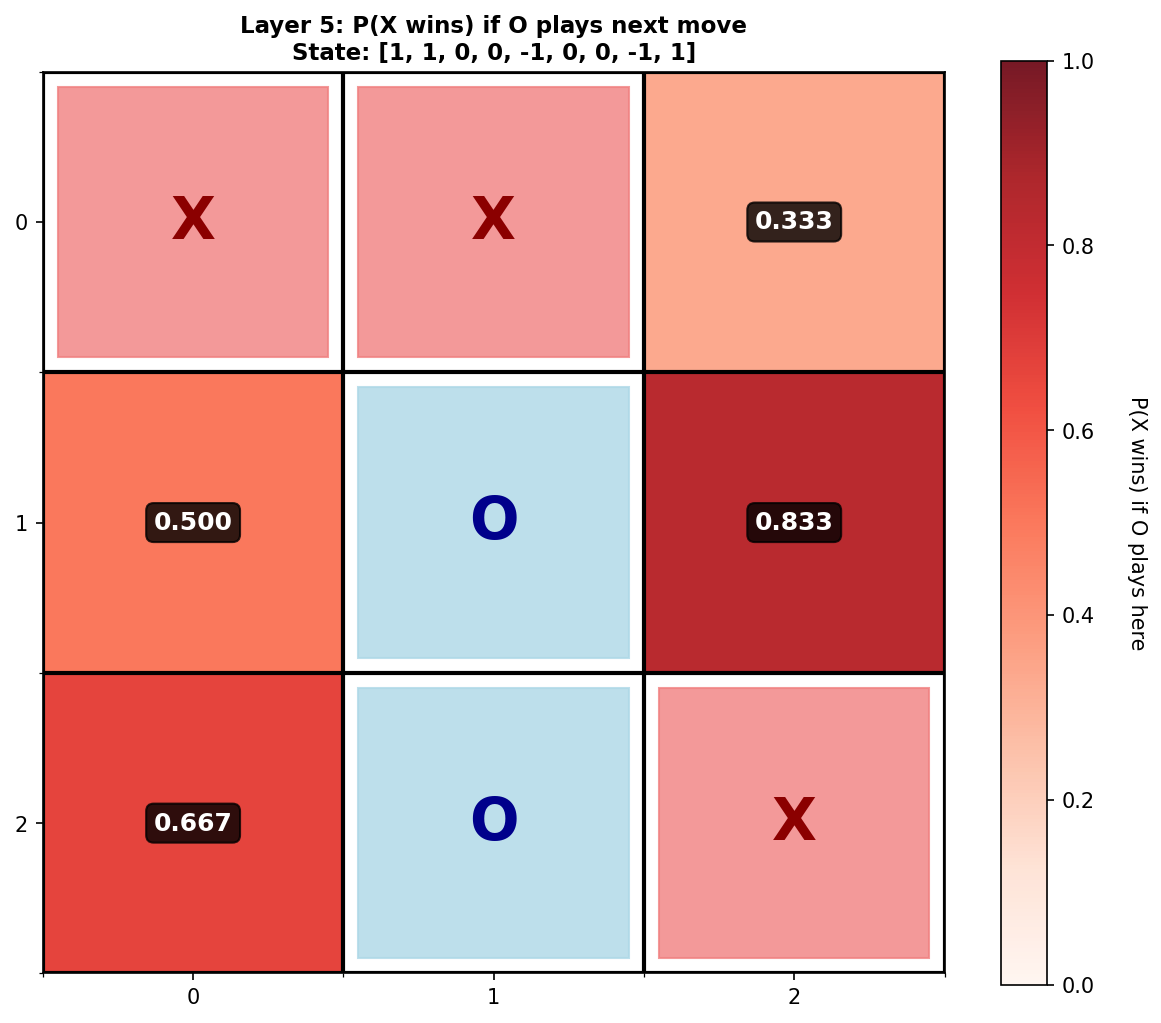 Layer 5: P(X wins) if O plays next move
State: [1, 1, 0, 0, -1, 0, 0, -1, 1]
0
X
X
0.333
1
0.500
O
0.833
2
0.667
O
X
0
1
2
1.0
0.8
0.6
0.4
0.2
0.0
P(X wins) if O plays here